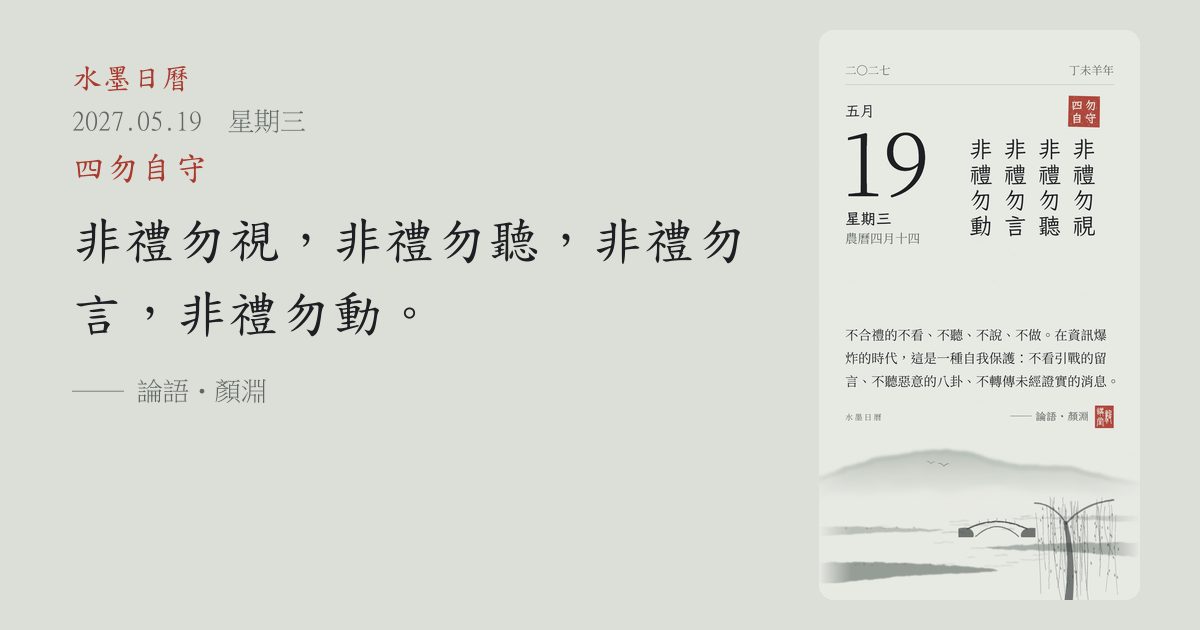 水墨日曆
2027.05.19 星期三
四勿自守
非禮勿視，非禮勿聽，非禮勿
言，非禮勿動。
—— 論語・顏淵
二〇二七
丁未羊年
五月
19
星期三
農曆四月十四
四勿
自守
非禮勿視
非禮勿聽
非禮勿言
非禮勿動
不合禮的不看、不聽、不說、不做。在資訊爆
炸的時代，這是一種自我保護：不看引戰的留
言、不聽惡意的八卦、不轉傳未經證實的消息。
水墨日曆
—— 論語・顏淵